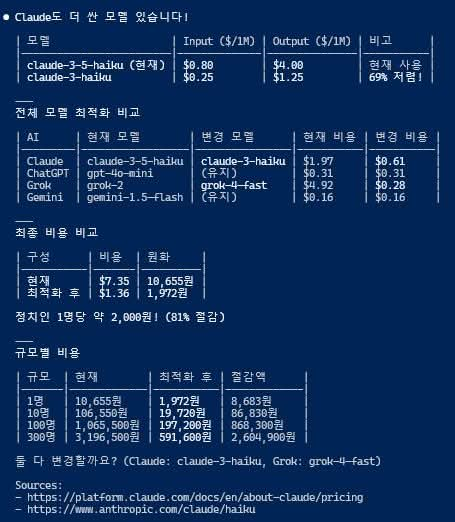 ● Claude도 더 싼 모델 있습니다!
| 모델 | Input ($/1M) | Output ($/1M) | 비고 |
| claude-3-5-haiku (현재) | $0.80 | $4.00 | 현재 사용 |
| claude-3-haiku | $0.25 | $1.25 | 69% 저렴! |
전체 모델 최적화 비교
| AI | 현재 모델 | 변경 모델 | 현재 비용 | 변경 비용 |
| Claude | claude-3-5-haiku | claude-3-haiku | $1.97 | $0.61 |
| ChatGPT | gpt-4o-mini | (유지) | $0.31 | $0.31 |
| Grok | grok-2 | grok-4-fast | $4.92 | $0.28 |
| Gemini | gemini-1.5-flash | (유지) | $0.16 | $0.16 |
최종 비용 비교
| 구성 | 비용 | 원화 |
| 현재 | $7.35 | 10,655원 |
| 최적화 후 | $1.36 | 1,972원 |
정치인 1명당 약 2,000원! (81% 절감)
규모별 비용
| 규모 | 현재 | 최적화 후 | 절감액 |
| 1명 | 10,655원 | 1,972원 | 8,683원 |
| 10명 | 106,550원 | 19,720원 | 86,830원 |
| 100명 | 1,065,500원 | 197,200원 | 868,300원 |
| 300명 | 3,196,500원 | 591,600원 | 2,604,900원 |
둘 다 변경할까요? (Claude: claude-3-haiku, Grok: grok-4-fast)
Sources:
- https://platform.claude.com/docs/en/about-claude/pricing
- https://www.anthropic.com/claude/haiku